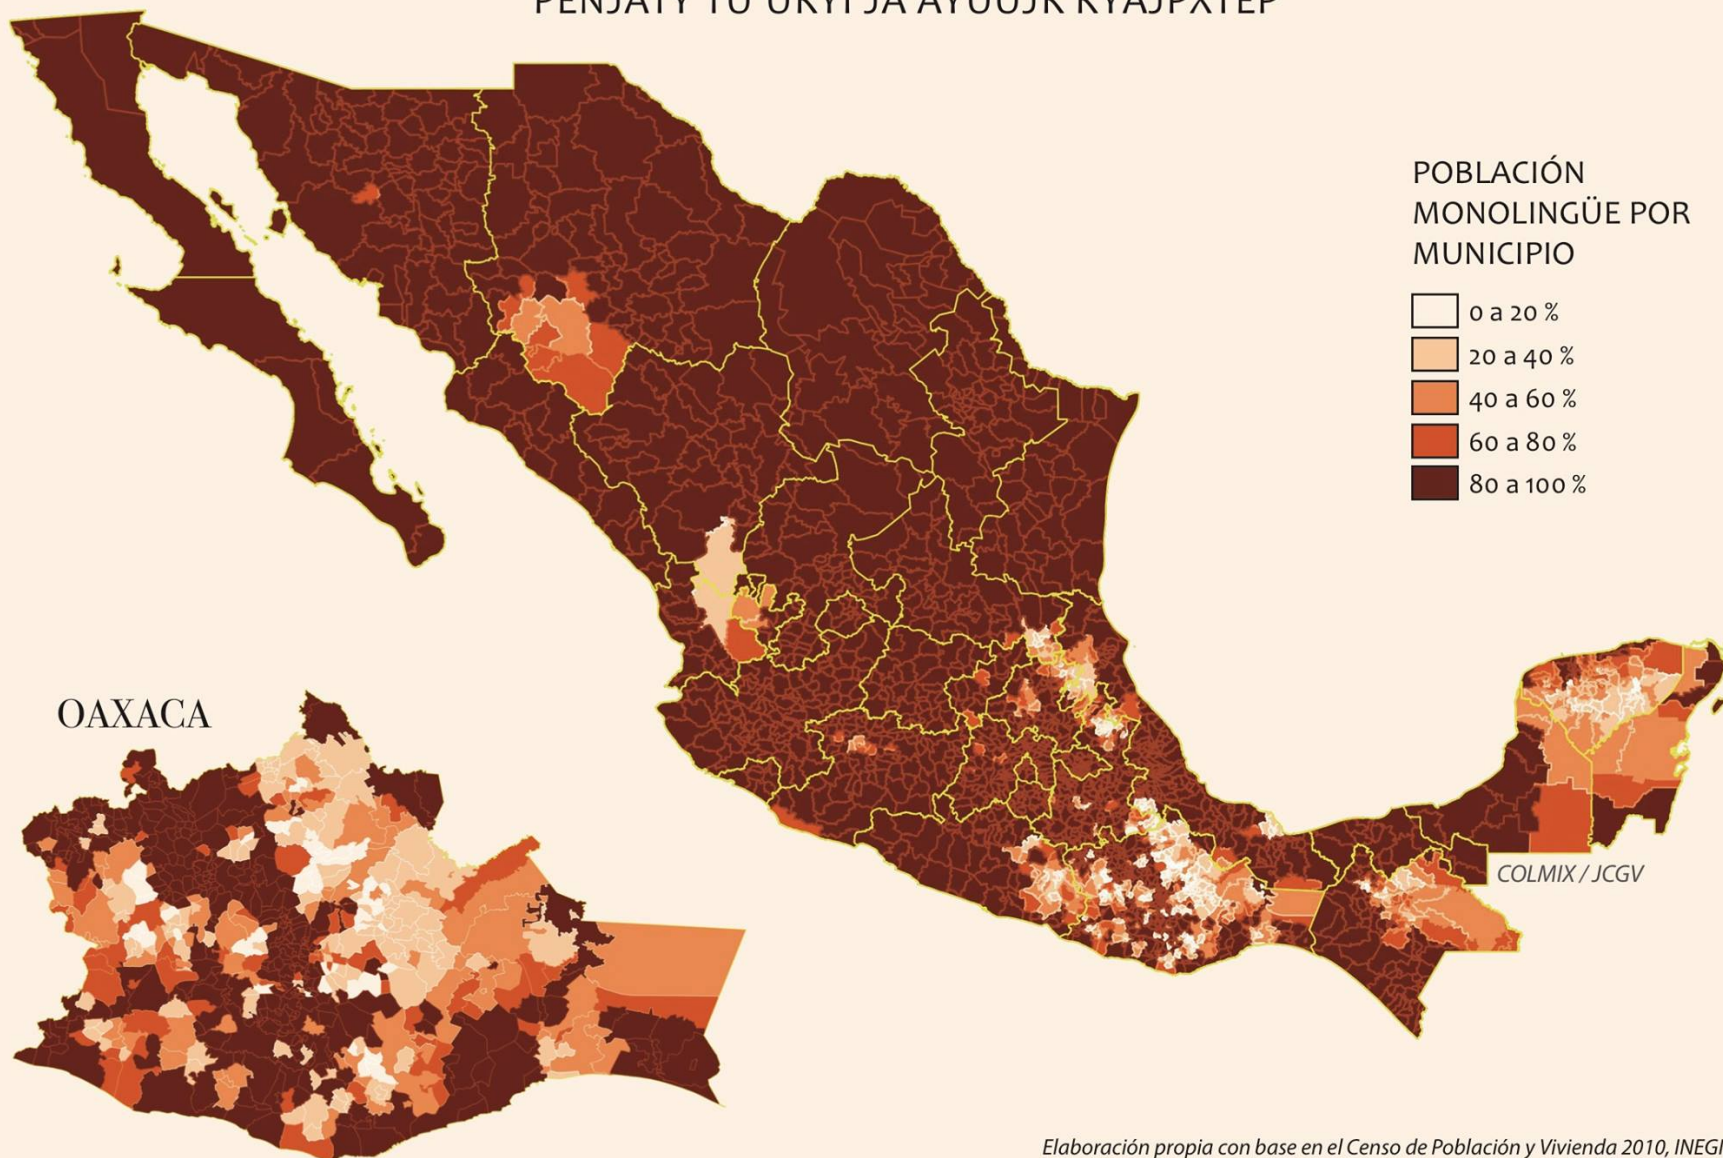 OAXACA
POBLACIÓN
MONOLINGÜE POR
MUNICIPIO
0 a 20 %
20 a 40 %
40 a 60 %
60 a 80 %
80 a 100 %
COLMIX / JCGV
Elaboración propia con base en el Censo de Población y Vivienda 2010, INEGI